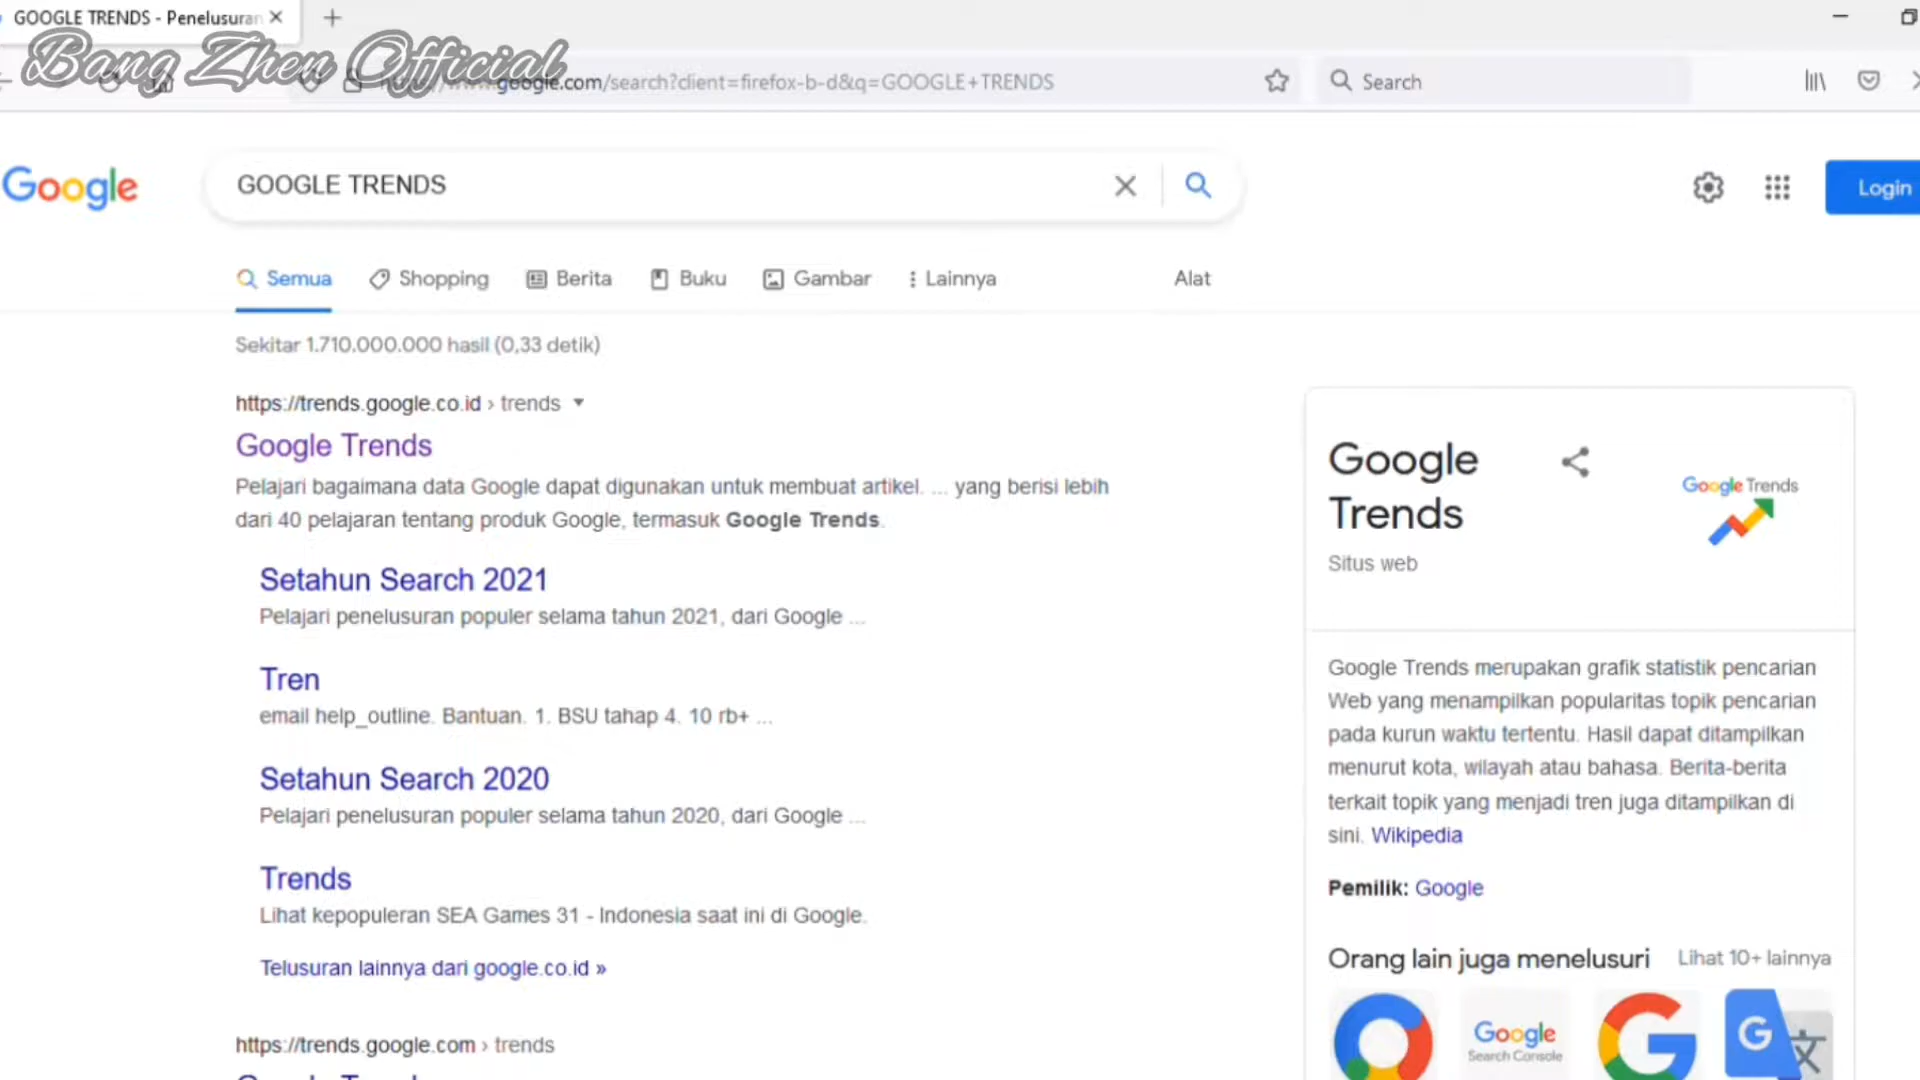 GOOGLE TRENDS - Penelusuran
Bang Zhen Official
google.com/search?client=firefox-b-d&q=GOOGLE+TRENDS
Search
Google
GOOGLE TRENDS
Login
Semua
Shopping
Berita
Buku
Gambar
Lainnya
Alat
Sekitar 1.710.000.000 hasil (0,33 detik)
https://trends.google.co.id › trends
Google Trends
Pelajari bagaimana data Google dapat digunakan untuk membuat artikel. ... yang berisi lebih
dari 40 pelajaran tentang produk Google, termasuk Google Trends.
Setahun Search 2021
Pelajari penelusuran populer selama tahun 2021, dari Google ...
Tren
email help_outline. Bantuan. 1. BSU tahap 4. 10 rb+ ...
Setahun Search 2020
Pelajari penelusuran populer selama tahun 2020, dari Google ...
Trends
Lihat kepopuleran SEA Games 31 - Indonesia saat ini di Google.
Telusuran lainnya dari google.co.id »
https://trends.google.com › trends
Google
Trends
Situs web
Google Trends
Google Trends merupakan grafik statistik pencarian
Web yang menampilkan popularitas topik pencarian
pada kurun waktu tertentu. Hasil dapat ditampilkan
menurut kota, wilayah atau bahasa. Berita-berita
terkait topik yang menjadi tren juga ditampilkan di
sini. Wikipedia
Pemilik: Google
Orang lain juga menelusuri
Lihat 10+ lainnya
Google
Search Console